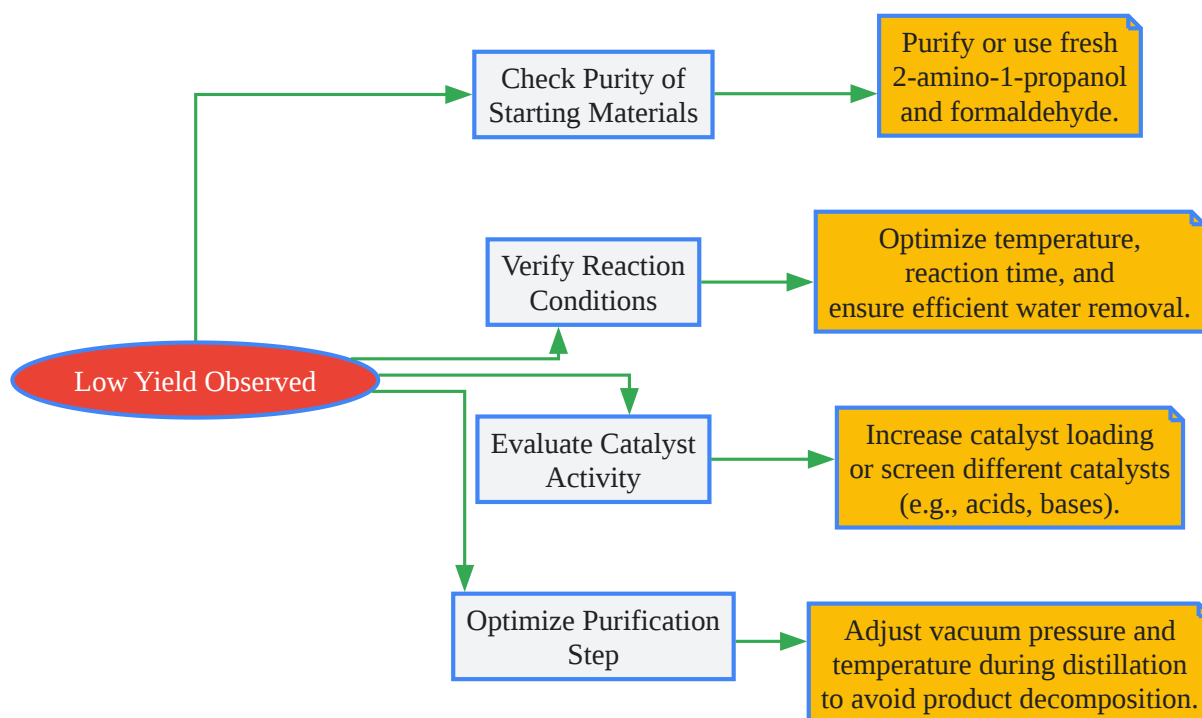 Check Purity of
Starting Materials
Purify or use fresh
2-amino-1-propanol
and formaldehyde.
Verify Reaction
Conditions
Optimize temperature,
reaction time, and
ensure efficient water removal.
Low Yield Observed
Evaluate Catalyst
Activity
Increase catalyst loading
or screen different catalysts
(e.g., acids, bases).
Optimize Purification
Step
Adjust vacuum pressure and
temperature during distillation
to avoid product decomposition.